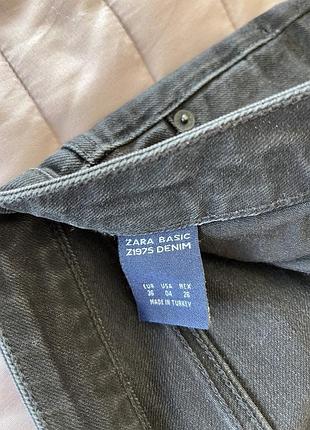 ZARA BASIC
Z1975 DENIM
EUR USA MEX
36 04 26
MADE IN TURKEY